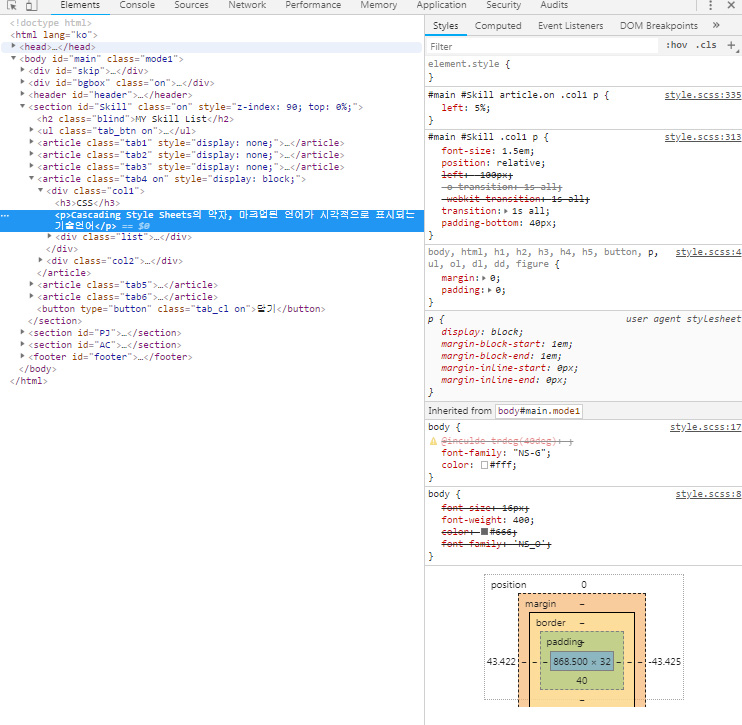 Elements Console Sources Network Performance Memory Application Security Audits
<!doctype html>
<html lang="ko">
<head>…</head>
<body id="main" class="mode1">
<div id="skip">…</div>
<div id="bgbox" class="on">…</div>
<header id="header">…</header>
<section id="Skill" class="on" style="z-index: 90; top: 0%;">
<h2 class="blind">MY Skill List</h2>
<ul class="tab_btn on">…</ul>
<article class="tab1" style="display: none;">…</article>
<article class="tab2" style="display: none;">…</article>
<article class="tab3" style="display: none;">…</article>
<article class="tab4 on" style="display: block;">
<div class="col1">
<h3>CSS</h3>
<p>Cascading Style Sheets의 약자, 마크업된 언어가 시각적으로 표시되는
기술언어</p> == $0
<div class="list">…</div>
</div>
<div class="col2">…</div>
</article>
<article class="tab5">…</article>
<article class="tab6">…</article>
<button type="button" class="tab_cl on">닫기</button>
</section>
<section id="PJ">…</section>
<section id="AC">…</section>
<footer id="footer">…</footer>
</body>
</html>
Styles Computed Event Listeners DOM Breakpoints »
Filter :hov .cls +
element.style {
}
#main #Skill article.on .col1 p { style.scss:335
left: 5%;
}
#main #Skill .col1 p { style.scss:313
font-size: 1.5em;
position: relative;
left: -100px;
-o-transition: 1s all;
-webkit-transition: 1s all;
transition: 1s all;
padding-bottom: 40px;
}
body, html, h1, h2, h3, h4, h5, button, p, style.scss:4
ul, ol, dl, dd, figure {
margin: 0;
padding: 0;
}
p { user agent stylesheet
display: block;
margin-block-start: 1em;
margin-block-end: 1em;
margin-inline-start: 0px;
margin-inline-end: 0px;
}
Inherited from body#main.mode1
body { style.scss:17
@inculde trdeg(40deg): ;
font-family: "NS-G";
color: #fff;
}
body { style.scss:8
font-size: 16px;
font-weight: 400;
color: #666;
font-family: 'NS_O';
}
position 0
margin –
border –
padding –
43.422 – – – 868.500 × 32 – – – -43.425
40
–